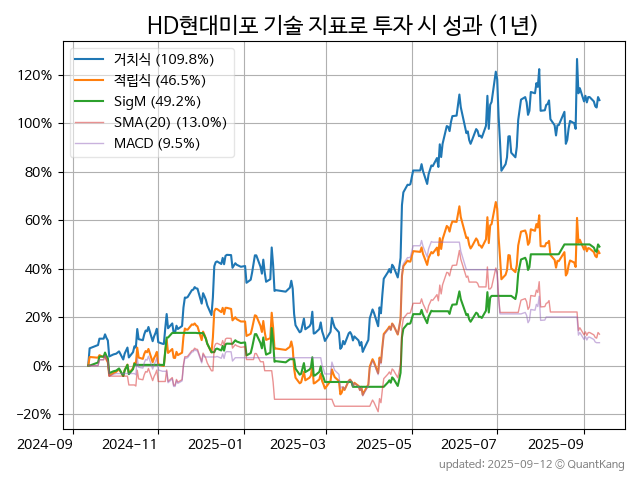 HD현대미포 기술 지표로 투자 시 성과 (1년)
거치식 (109.8%)
적립식 (46.5%)
SigM (49.2%)
SMA(20) (13.0%)
MACD (9.5%)
120%
100%
80%
60%
40%
20%
0%
−20%
2024-09
2024-11
2025-01
2025-03
2025-05
2025-07
2025-09
updated: 2025-09-12 © QuantKang